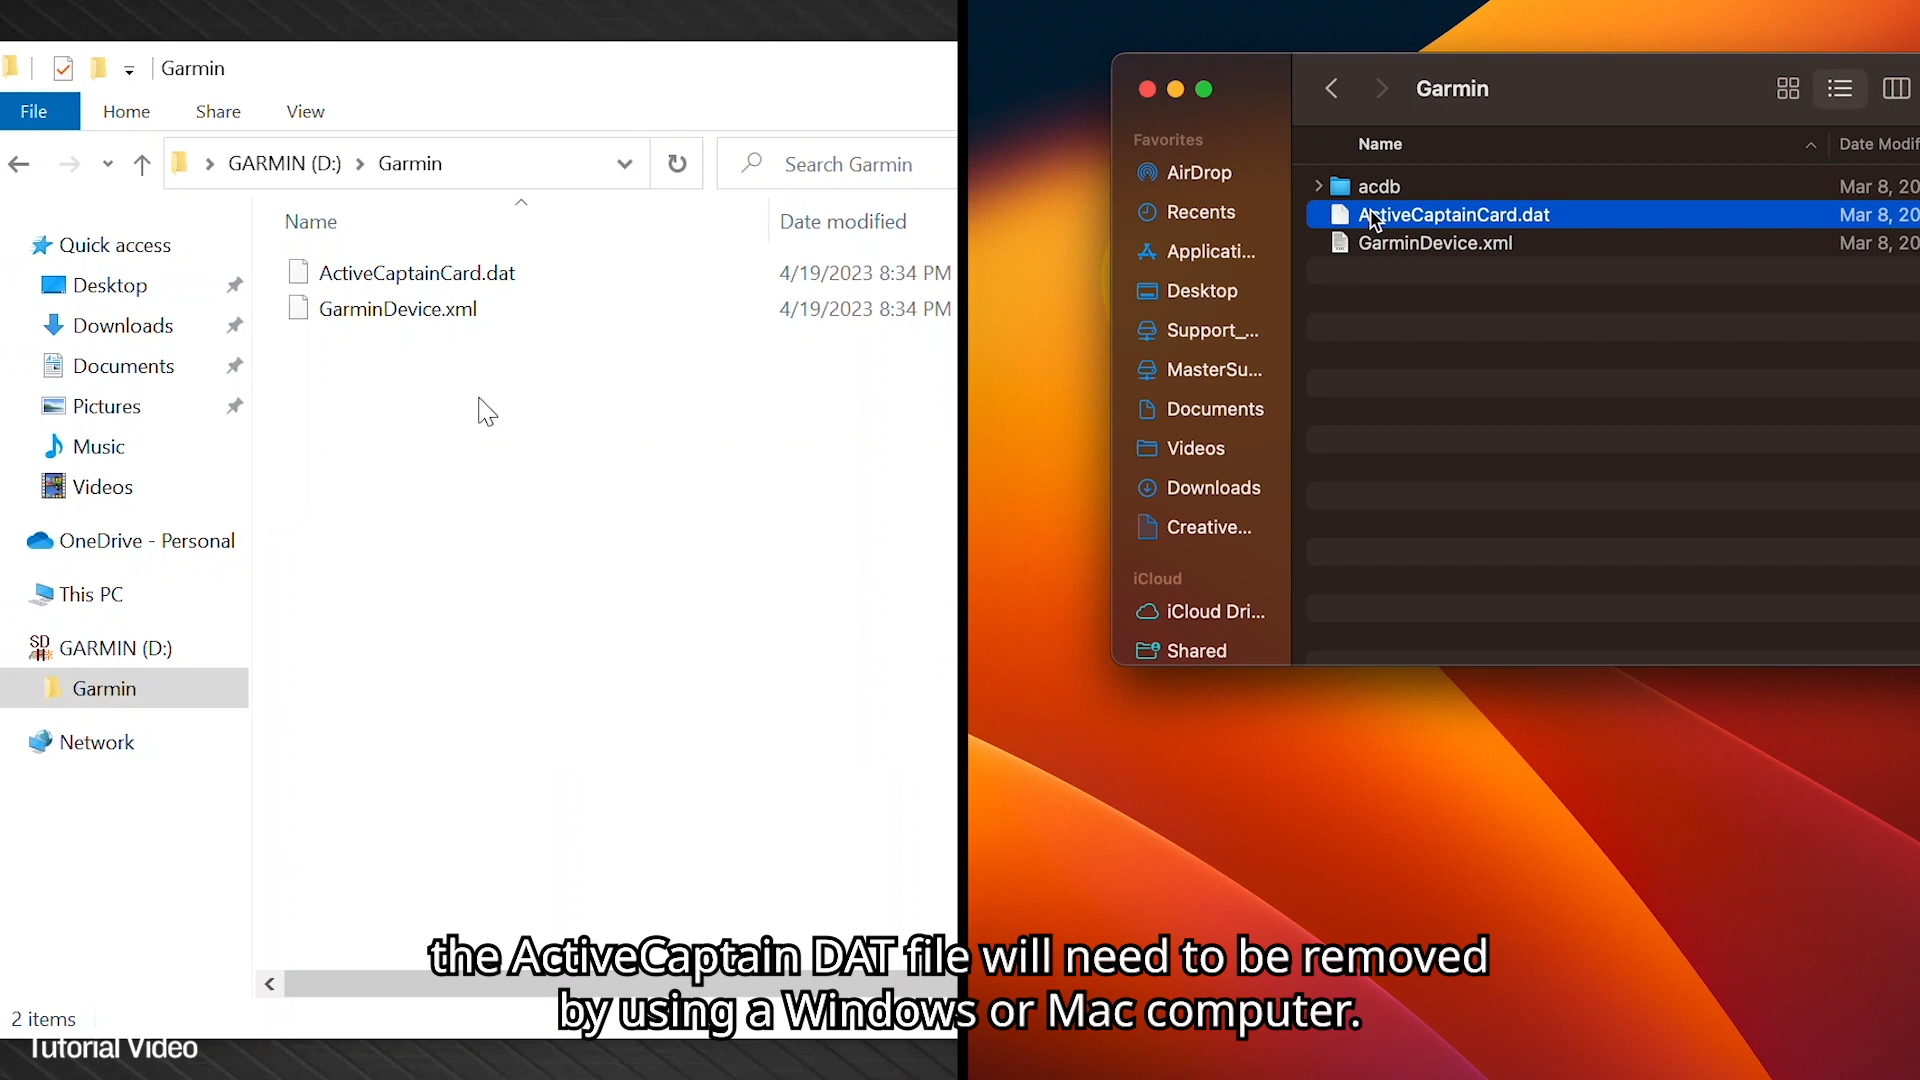 Garmin
File Home Share View
GARMIN (D:) Garmin
Search Garmin
Name
Date modified
ActiveCaptainCard.dat 4/19/2023 8:34 PM
GarminDevice.xml 4/19/2023 8:34 PM
Quick access
Desktop
Downloads
Documents
Pictures
Music
Videos
OneDrive - Personal
This PC
SD
GARMIN (D:)
Garmin
Network
2 items
Tutorial Video
Garmin
Name Date Modif
acdb Mar 8, 20
ActiveCaptainCard.dat Mar 8, 20
GarminDevice.xml Mar 8, 20
Favorites
AirDrop
Recents
Applicati...
Desktop
Support_...
MasterSu...
Documents
Videos
Downloads
Creative...
iCloud
iCloud Dri...
Shared
the ActiveCaptain DAT file will need to be removed
by using a Windows or Mac computer.